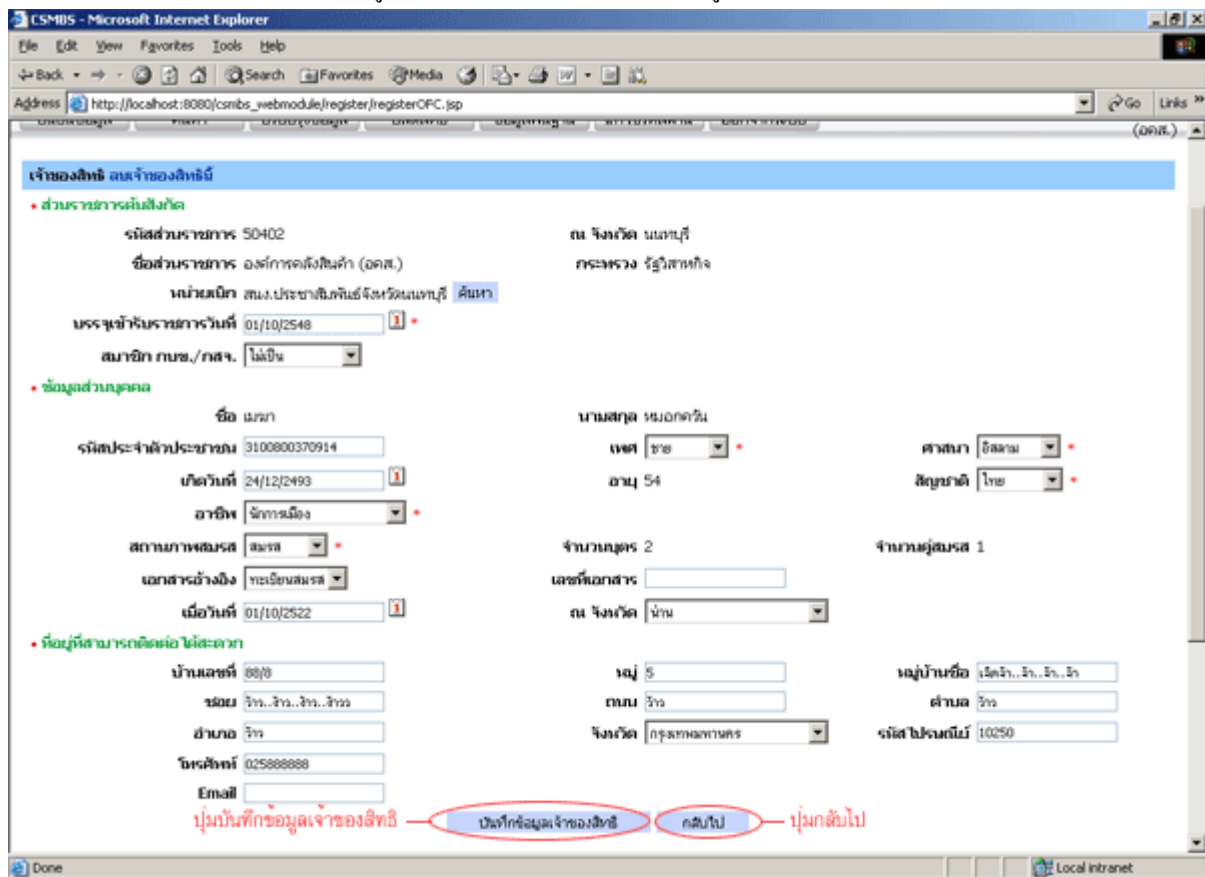 CSMBS - Microsoft Internet Explorer
File Edit View Favorites Tools Help
Back Search Favorites Media
Address http://localhost:8080/csmbs_webmodule/register/registerOFC.jsp Go Links »
(อคส.)
เจ้าของสิทธิ ลบเจ้าของสิทธินี้
• ส่วนราชการต้นสังกัด
รหัสส่วนราชการ 50402 ณ จังหวัด นนทบุรี
ชื่อส่วนราชการ องค์การคลังสินค้า (อคส.) กระทรวง รัฐวิสาหกิจ
หน่วยเบิก สนง.ประชาสัมพันธ์จังหวัดนนทบุรี ค้นหา
บรรจุเข้ารับราชการวันที่ 01/10/2548 1 *
สมาชิก กบข./กสจ. ไม่เป็น
• ข้อมูลส่วนบุคคล
ชื่อ เมฆา นามสกุล หมอกควัน
รหัสประจำตัวประชาชน 3100800370914 เพศ ชาย * ศาสนา อิสลาม *
เกิดวันที่ 24/12/2493 1 อายุ 54 สัญชาติ ไทย *
อาชีพ นักการเมือง *
สถานภาพสมรส สมรส * จำนวนบุตร 2 จำนวนคู่สมรส 1
เอกสารอ้างอิง ทะเบียนสมรส เลขที่เอกสาร
เมื่อวันที่ 01/10/2522 1 ณ จังหวัด น่าน
• ที่อยู่ที่สามารถติดต่อได้สะดวก
บ้านเลขที่ 88/8 หมู่ 5 หมู่บ้านชื่อ
ซอย ถนน ว้าว ตำบล ว้าว
อำเภอ ว้าว จังหวัด กรุงเทพมหานคร รหัสไปรษณีย์ 10250
โทรศัพท์ 025888888
Email
ปุ่มบันทึกข้อมูลเจ้าของสิทธิ บันทึกข้อมูลเจ้าของสิทธิ กลับไป ปุ่มกลับไป
Done Local intranet